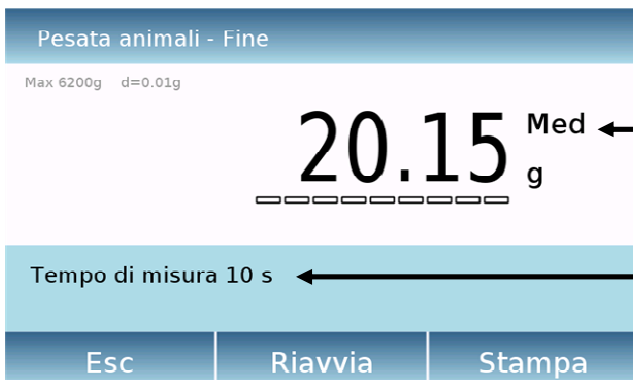 Pesata animali - Fine
Max 6200g d=0.01g
20.15 Med
g
Tempo di misura 10 s
Esc Riavvia Stampa